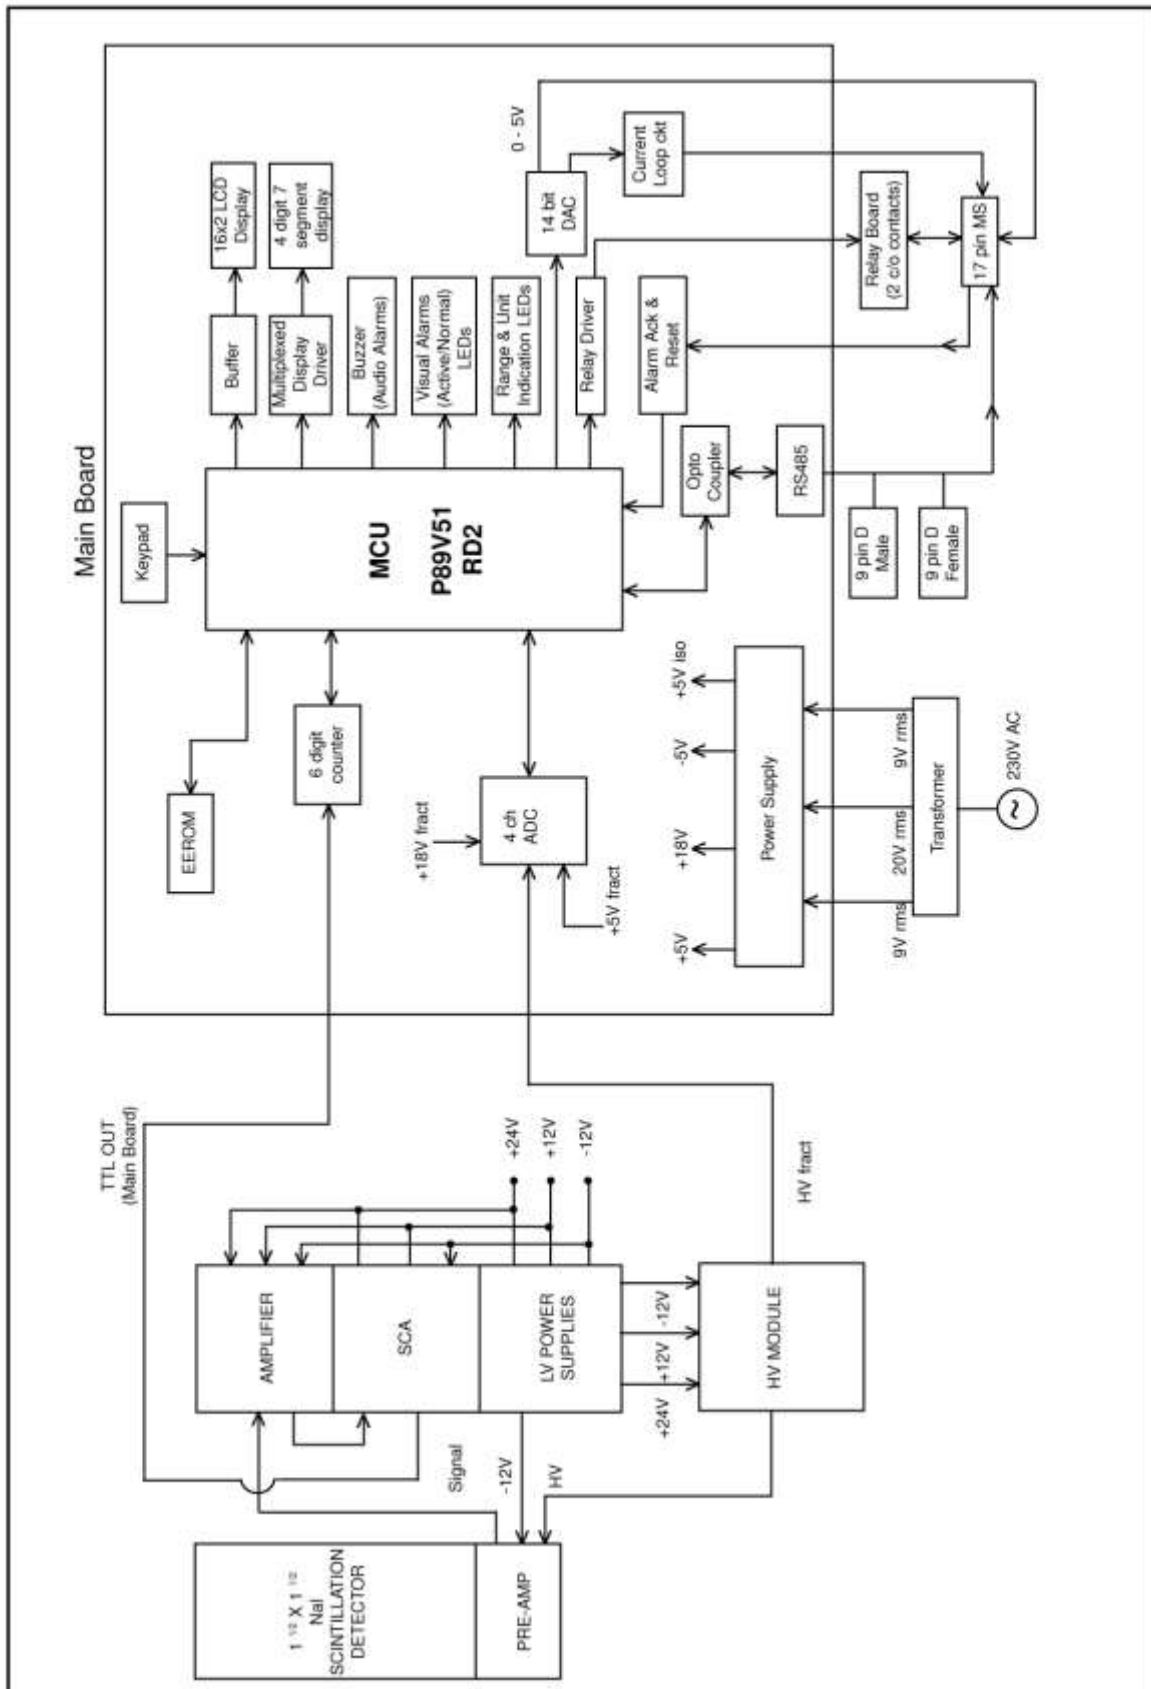 Main Board
Keypad
MCU
P89V51
RD2
Buffer
16x2 LCD
Display
Multiplexed
Display
Driver
4 digit 7
segment
display
Buzzer
(Audio Alarms)
Visual Alarms
(Active/Normal)
LEDs
Range & Unit
Indication LEDs
Relay Driver
14 bit
DAC
0 - 5V
Current
Loop ckt
Alarm Ack &
Reset
Relay Board
(2 c/o contacts)
17 pin MS
Opto
Coupler
RS485
9 pin D
Male
9 pin D
Female
EEROM
6 digit
counter
4 ch
ADC
+18V fract
+5V fract
+5V
+18V
-5V
+5V iso
Power Supply
9V rms
20V rms
9V rms
Transformer
230V AC
TTL OUT
(Main Board)
AMPLIFIER
SCA
LV POWER
SUPPLIES
+24V
+12V
-12V
+24V
+12V
-12V
HV MODULE
HV fract
Signal
-12V
HV
1 1/2 X 1 1/2
NaI
SCINTILLATION
DETECTOR
PRE-AMP